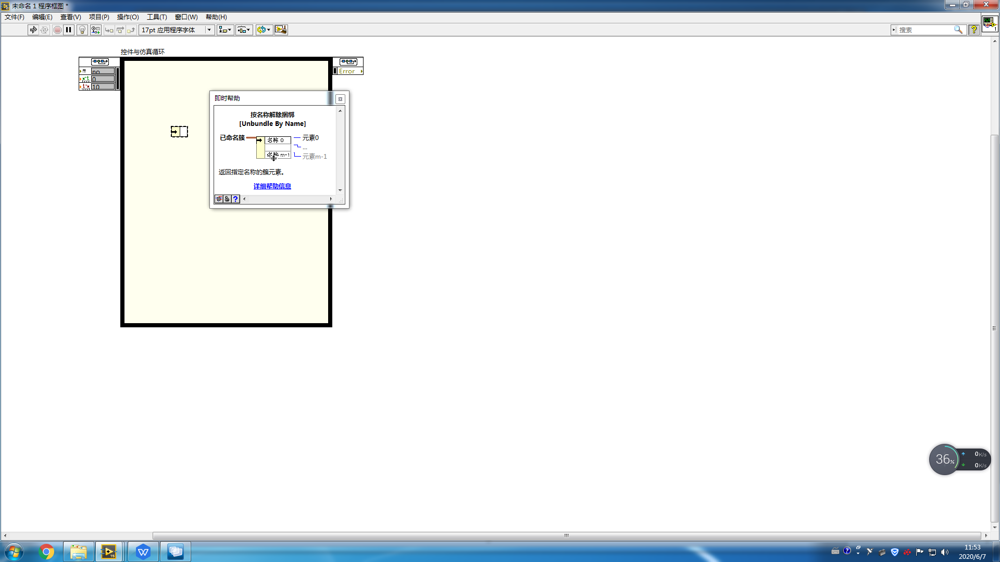 未命名 1 程序框图 *
文件(F) 编辑(E) 查看(V) 项目(P) 操作(O) 工具(T) 窗口(W) 帮助(H)
17pt 应用程序字体
搜索
控件与仿真循环
no
0
10
Error
即时帮助
按名称解除捆绑
[Unbundle By Name]
已命名簇
名称 0
元素0
...
名称 m-1
元素m-1
返回指定名称的簇元素。
详细帮助信息
36%
0K/s
0K/s
11:53
2020/6/7